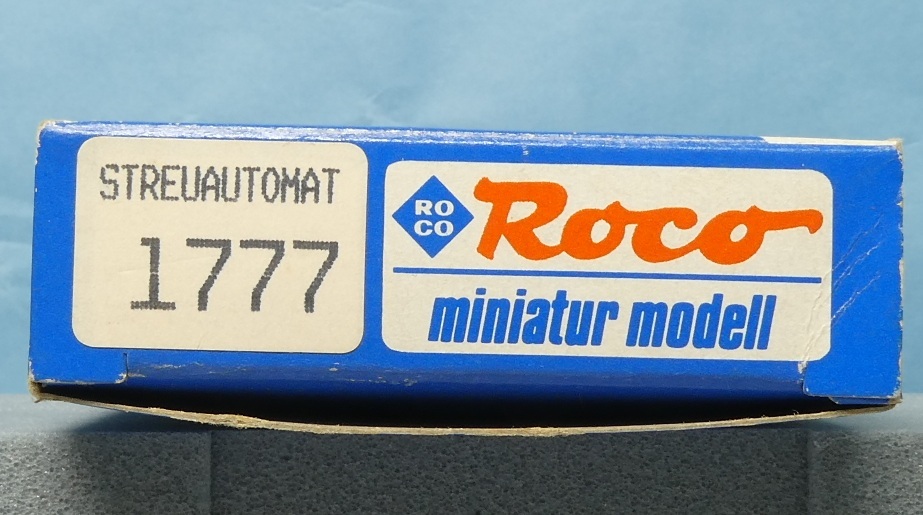 STREUAUTOMAT
1777
RO
CO
Roco
miniatur modell